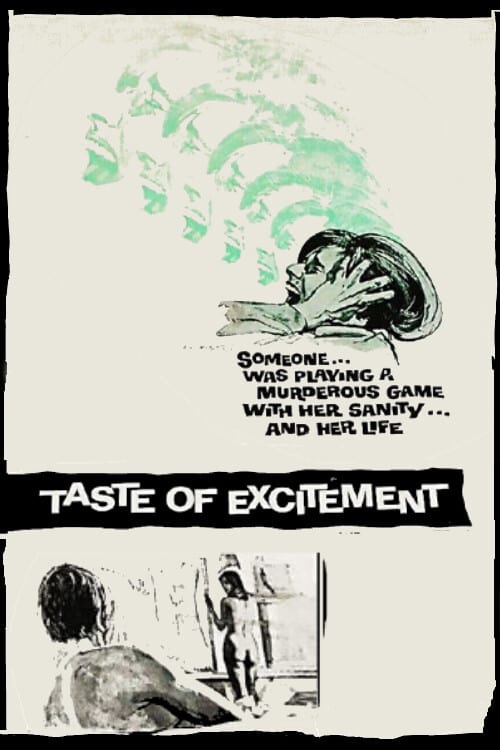 SOMEONE...
WAS PLAYING A
MURDEROUS GAME
WITH HER SANITY...
AND HER LIFE
TASTE OF EXCITEMENT